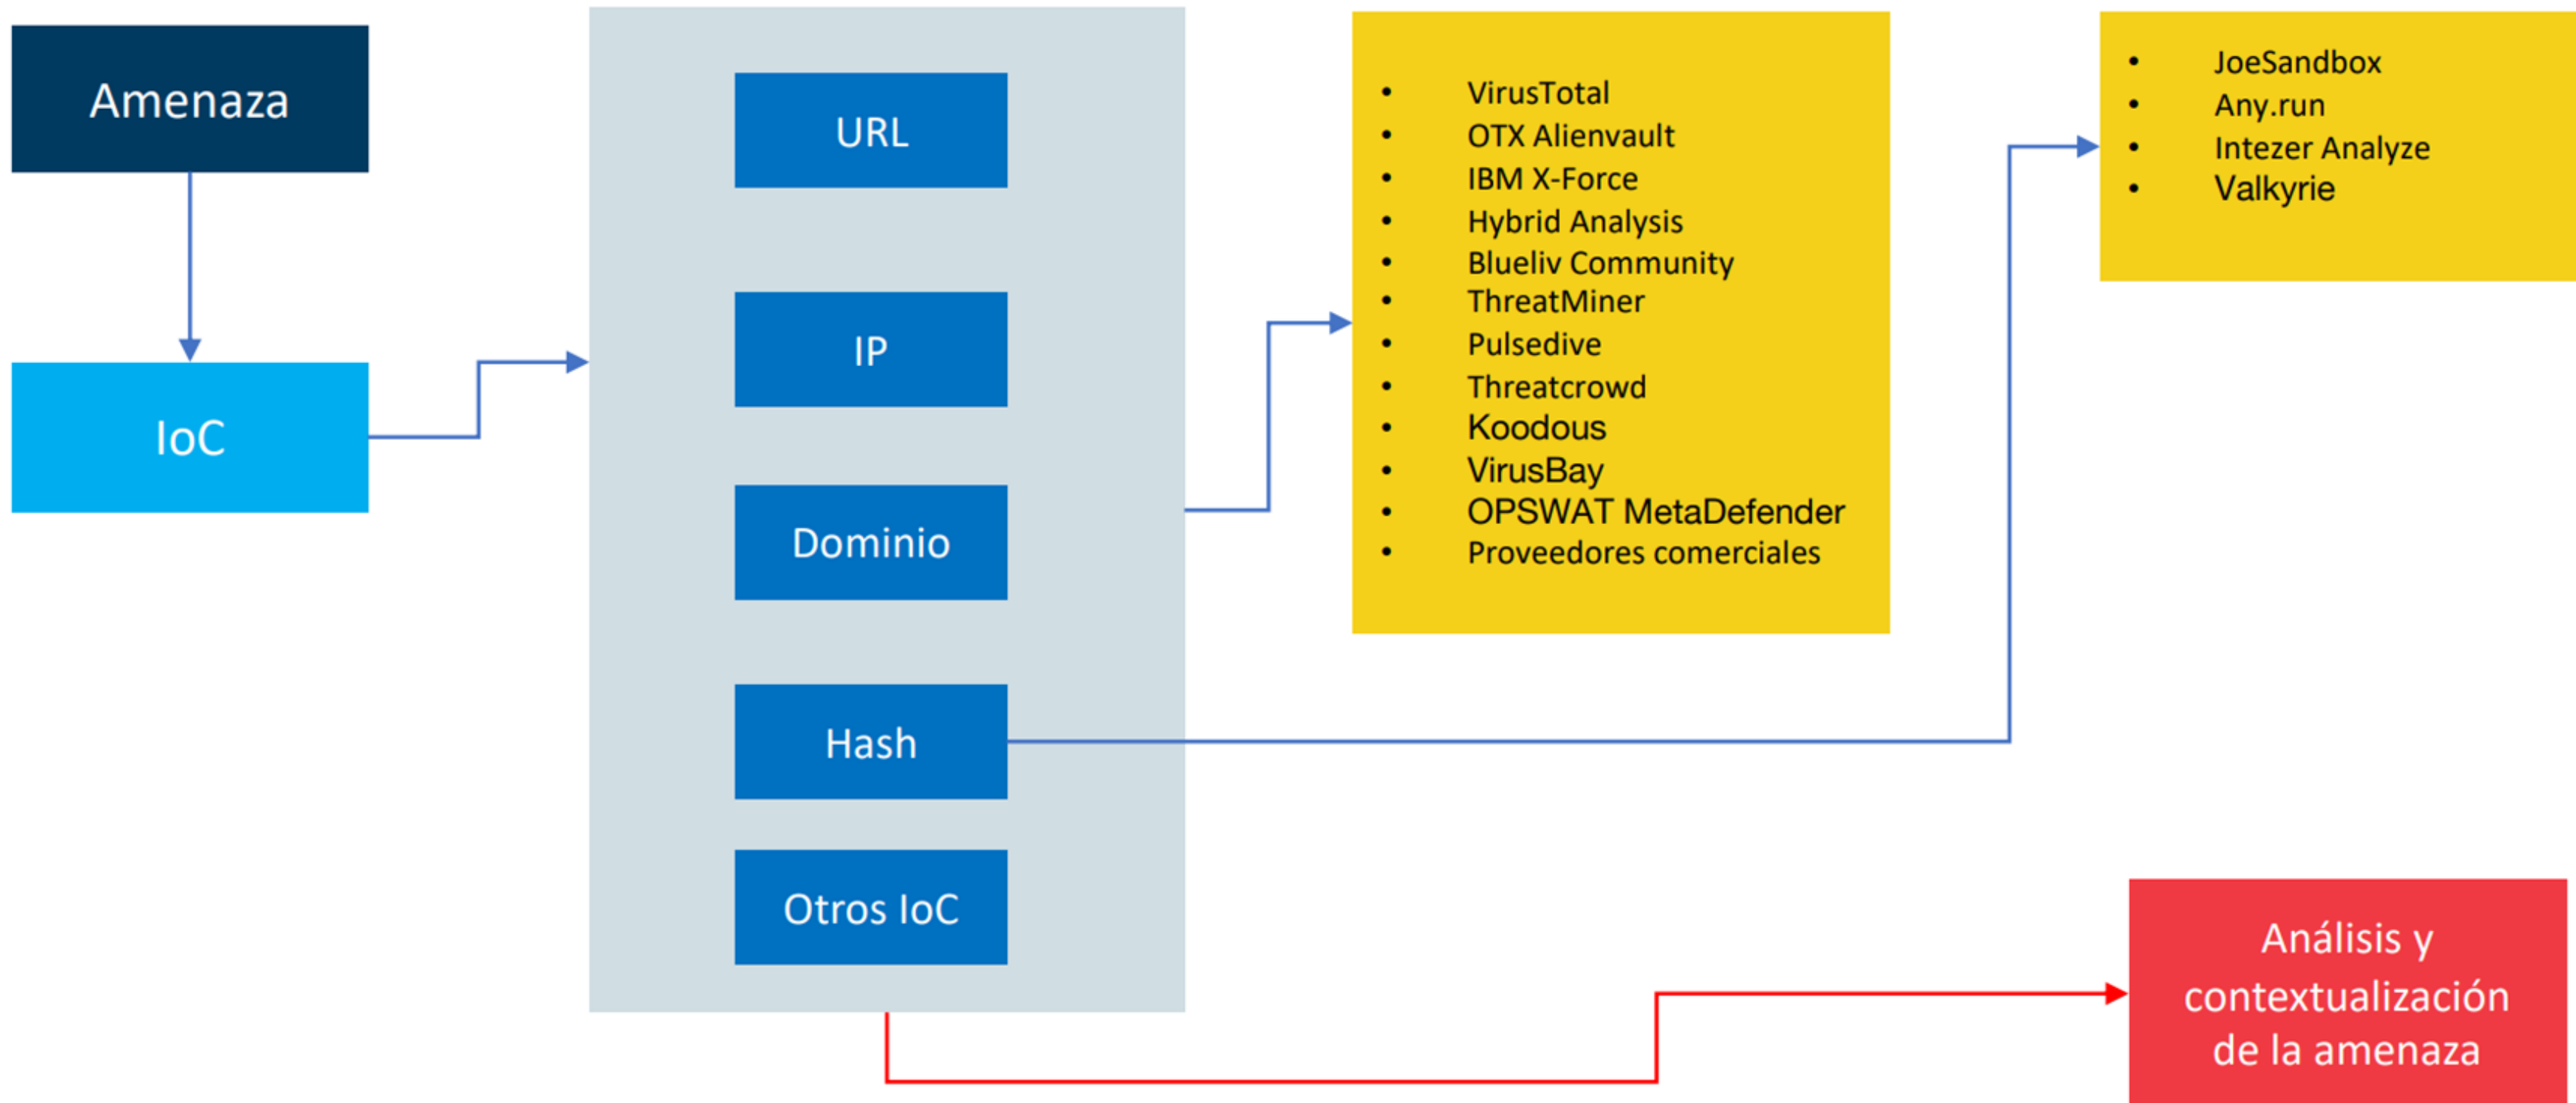 Amenaza
IoC
URL
IP
Dominio
Hash
Otros IoC
• VirusTotal
• OTX Alienvault
• IBM X-Force
• Hybrid Analysis
• Blueliv Community
• ThreatMiner
• Pulsedive
• Threatcrowd
• Koodous
• VirusBay
• OPSWAT MetaDefender
• Proveedores comerciales
• JoeSandbox
• Any.run
• Intezer Analyze
• Valkyrie
Análisis y
contextualización
de la amenaza